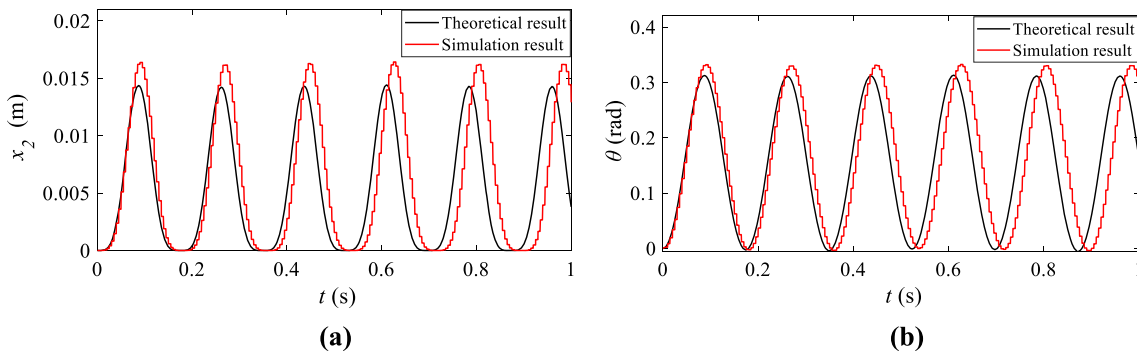 0.02
0.015
0.01
0.005
0
x₂ (m)
Theoretical result
Simulation result
0 0.2 0.4 0.6 0.8 1
t (s)
(a)
0.4
0.3
0.2
0.1
0
θ (rad)
Theoretical result
Simulation result
0 0.2 0.4 0.6 0.8 1
t (s)
(b)